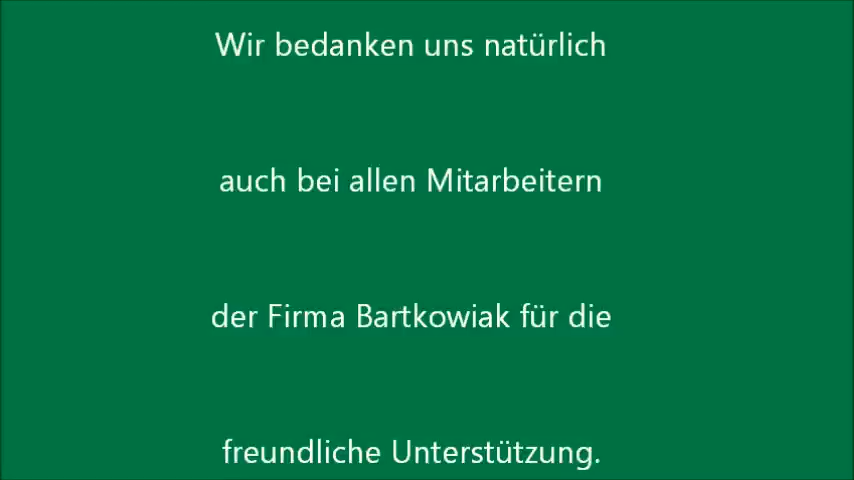 Wir bedanken uns natürlich
auch bei allen Mitarbeitern
der Firma Bartkowiak für die
freundliche Unterstützung.